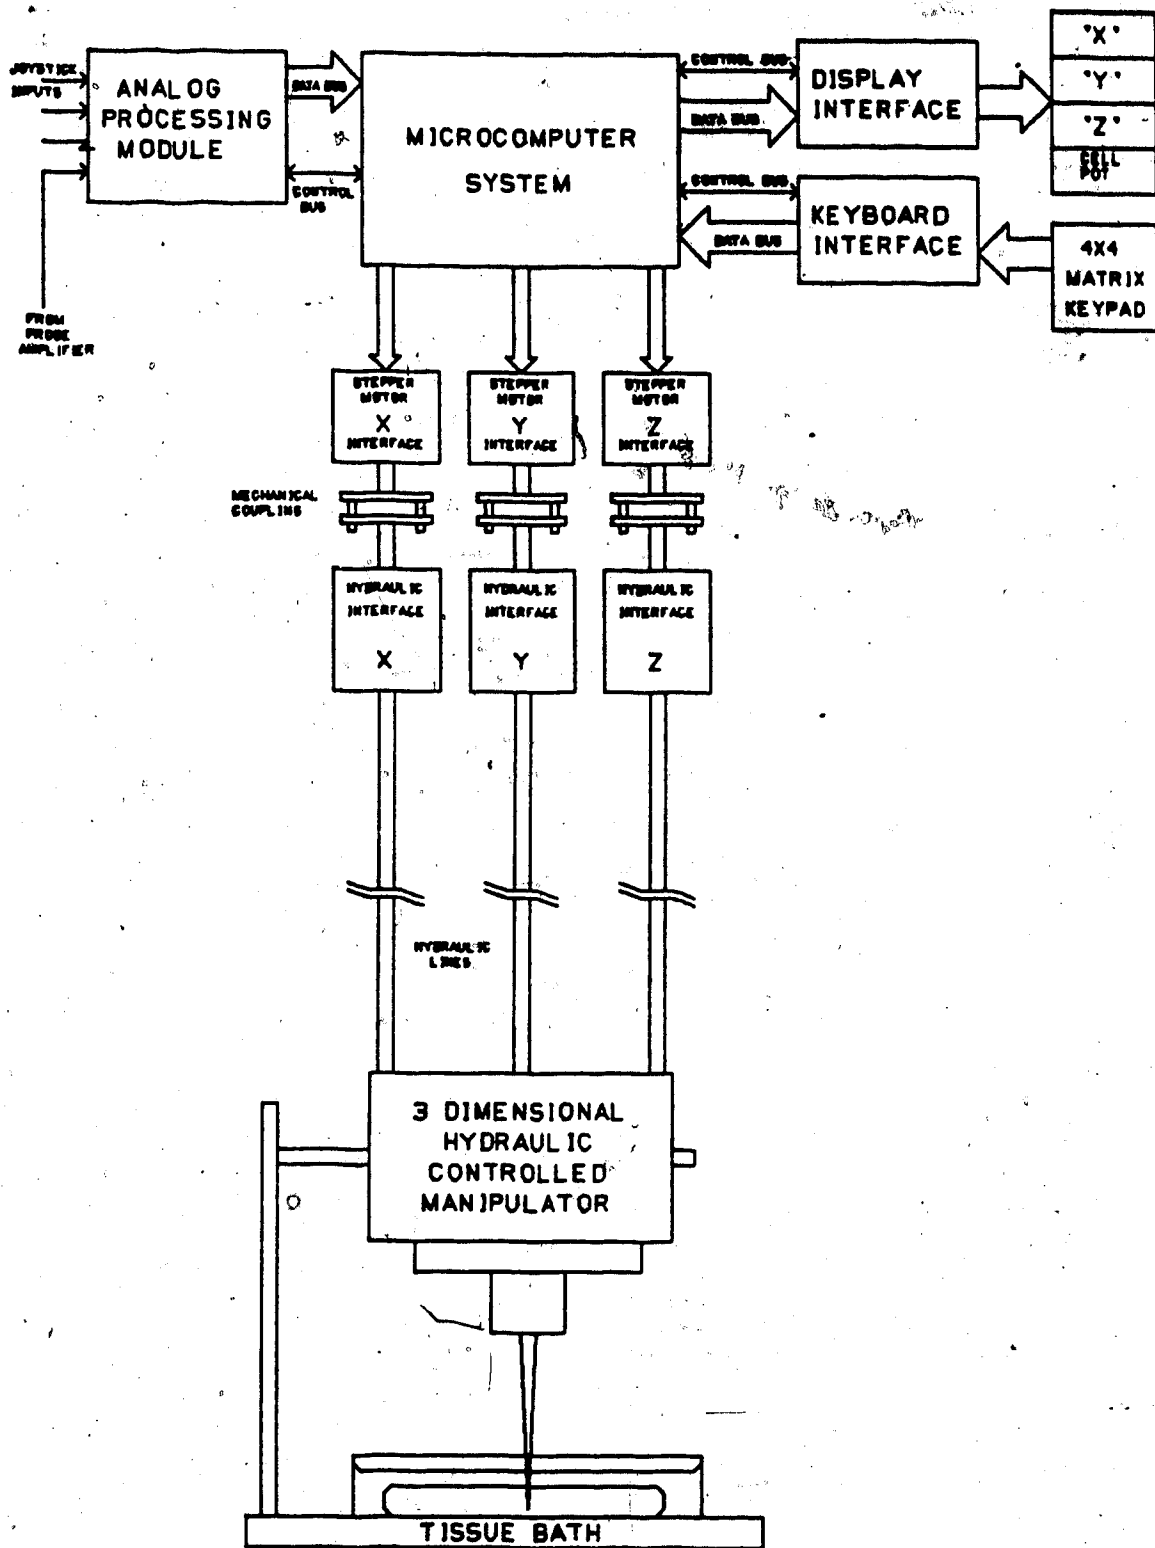 JOYSTICK
INPUTS
ANALOG
PROCESSING
MODULE
FROM
PROBE
AMPLIFIER
DATA BUS
CONTROL
BUS
MICROCOMPUTER
SYSTEM
CONTROL BUS
DATA BUS
CONTROL BUS
DATA BUS
DISPLAY
INTERFACE
KEYBOARD
INTERFACE
"X"
"Y"
"Z"
CELL
POT
4X4
MATRIX
KEYPAD
STEPPER
MOTOR
X
INTERFACE
STEPPER
MOTOR
Y
INTERFACE
STEPPER
MOTOR
Z
INTERFACE
MECHANICAL
COUPLING
HYDRAULIC
INTERFACE
X
HYDRAULIC
INTERFACE
Y
HYDRAULIC
INTERFACE
Z
HYDRAULIC
LINES
3 DIMENSIONAL
HYDRAULIC
CONTROLLED
MANIPULATOR
TISSUE BATH